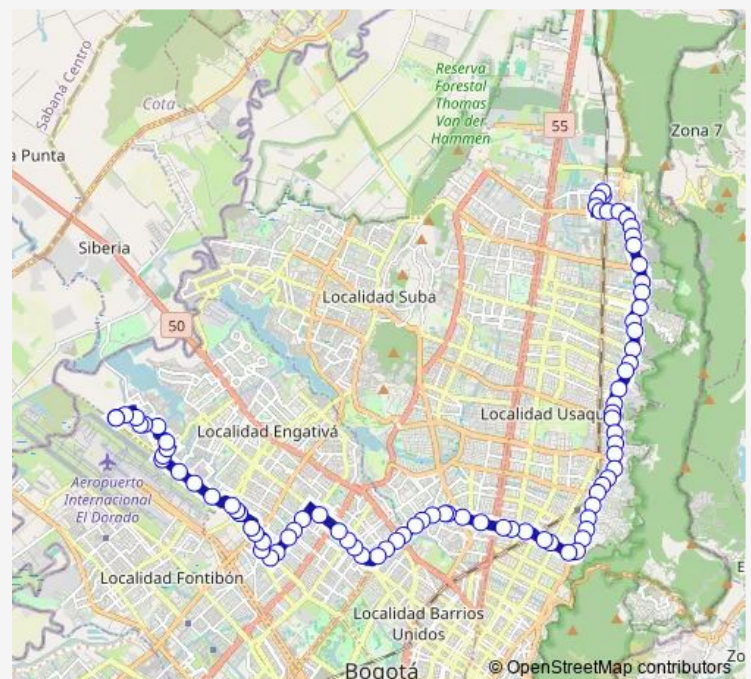 Sabana Centro
Cota
Reserva
Forestal
Thomas
Van der
Hammen
55
Zona 7
a Punta
Siberia
50
Localidad Suba
Localidad Usaqu
Localidad Engativá
Aeropuerto
Internacional
El Dorado
Localidad Fontibón
Localidad Barrios
Unidos
Bogotá
E
Zo
© OpenStreetMap contributors